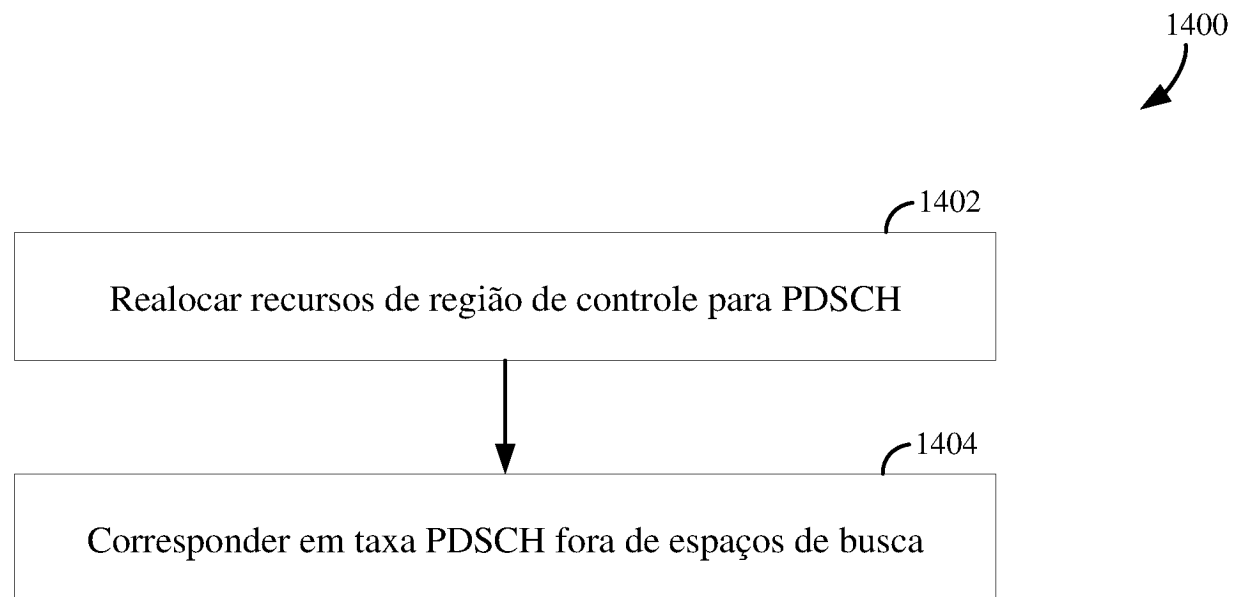 1400
1402
Realocar recursos de região de controle para PDSCH
1404
Corresponder em taxa PDSCH fora de espaços de busca